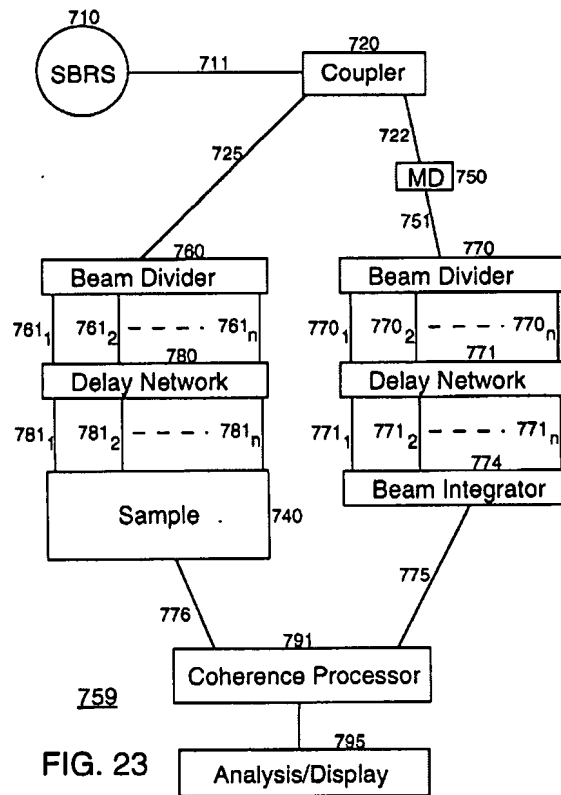 710
SBRS
711
720
Coupler
725
722
MD 750
751
760
Beam Divider
770
Beam Divider
781₁ 761₂ – – – – 761ₙ
770₁ 770₂ – – – – 770ₙ
780
Delay Network
771
Delay Network
781₁ 781₂ – – – – 781ₙ
771₁ 771₂ – – – – 771ₙ
Sample 740
774
Beam Integrator
776
775
791
Coherence Processor
759
FIG. 23
795
Analysis/Display